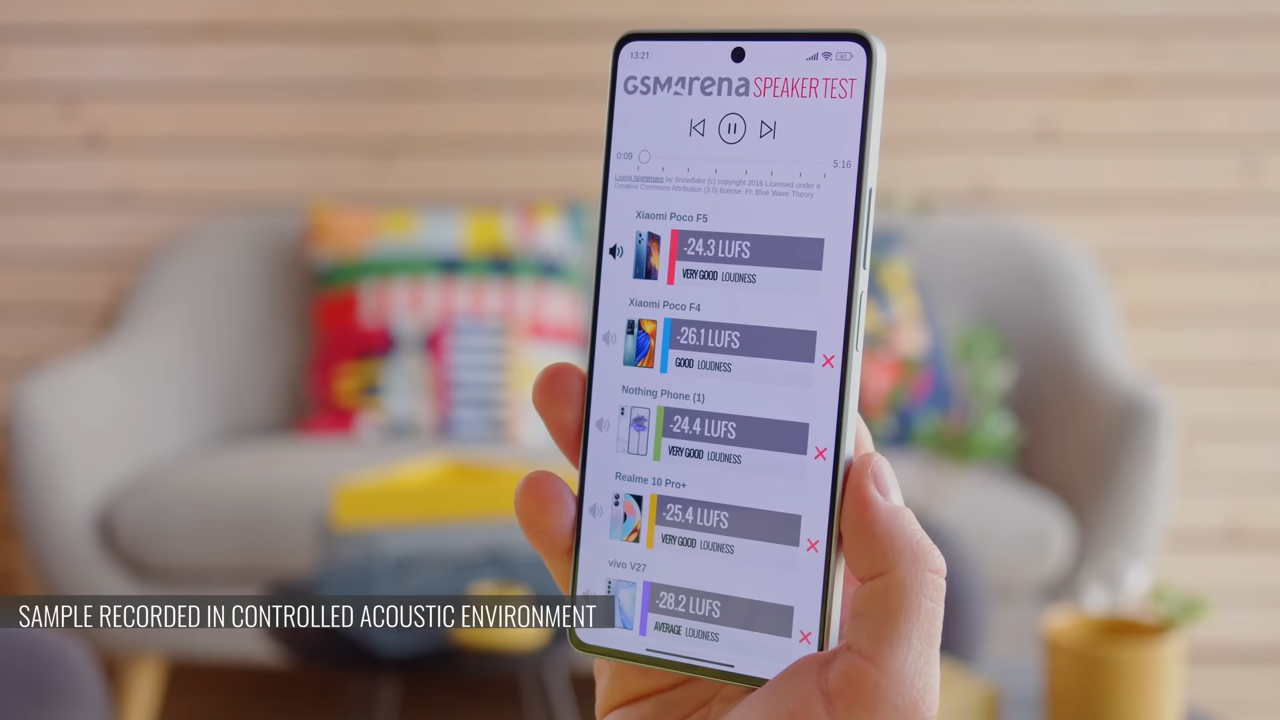 13:21
GSMArena SPEAKER TEST
0:09
5:16
Living Nightmare by Snowflake (c) copyright 2016 Licensed under a
Creative Commons Attribution (3.0) license. Ft: Blue Wave Theory
Xiaomi Poco F5
-24.3 LUFS
VERY GOOD LOUDNESS
Xiaomi Poco F4
-26.1 LUFS
GOOD LOUDNESS
Nothing Phone (1)
-24.4 LUFS
VERY GOOD LOUDNESS
Realme 10 Pro+
-25.4 LUFS
VERY GOOD LOUDNESS
vivo V27
-28.2 LUFS
AVERAGE LOUDNESS
SAMPLE RECORDED IN CONTROLLED ACOUSTIC ENVIRONMENT